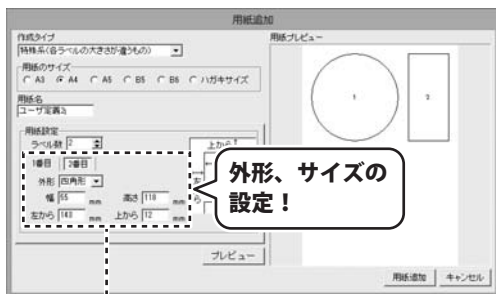 用紙追加
作成タイプ
特殊系(各ラベルの大きさが違うもの)
用紙のサイズ
A3 A4 A5 B5 B6 ハガキサイズ
用紙名
ユーザ定義2
用紙設定
ラベル数 2
上から
1番目 2番目
外形 四角形
幅 55 mm 高さ 118 mm
左から 143 mm 上から 12 mm
プレビュー
外形、サイズの
設定！
用紙プレビュー
1 2
用紙追加 キャンセル